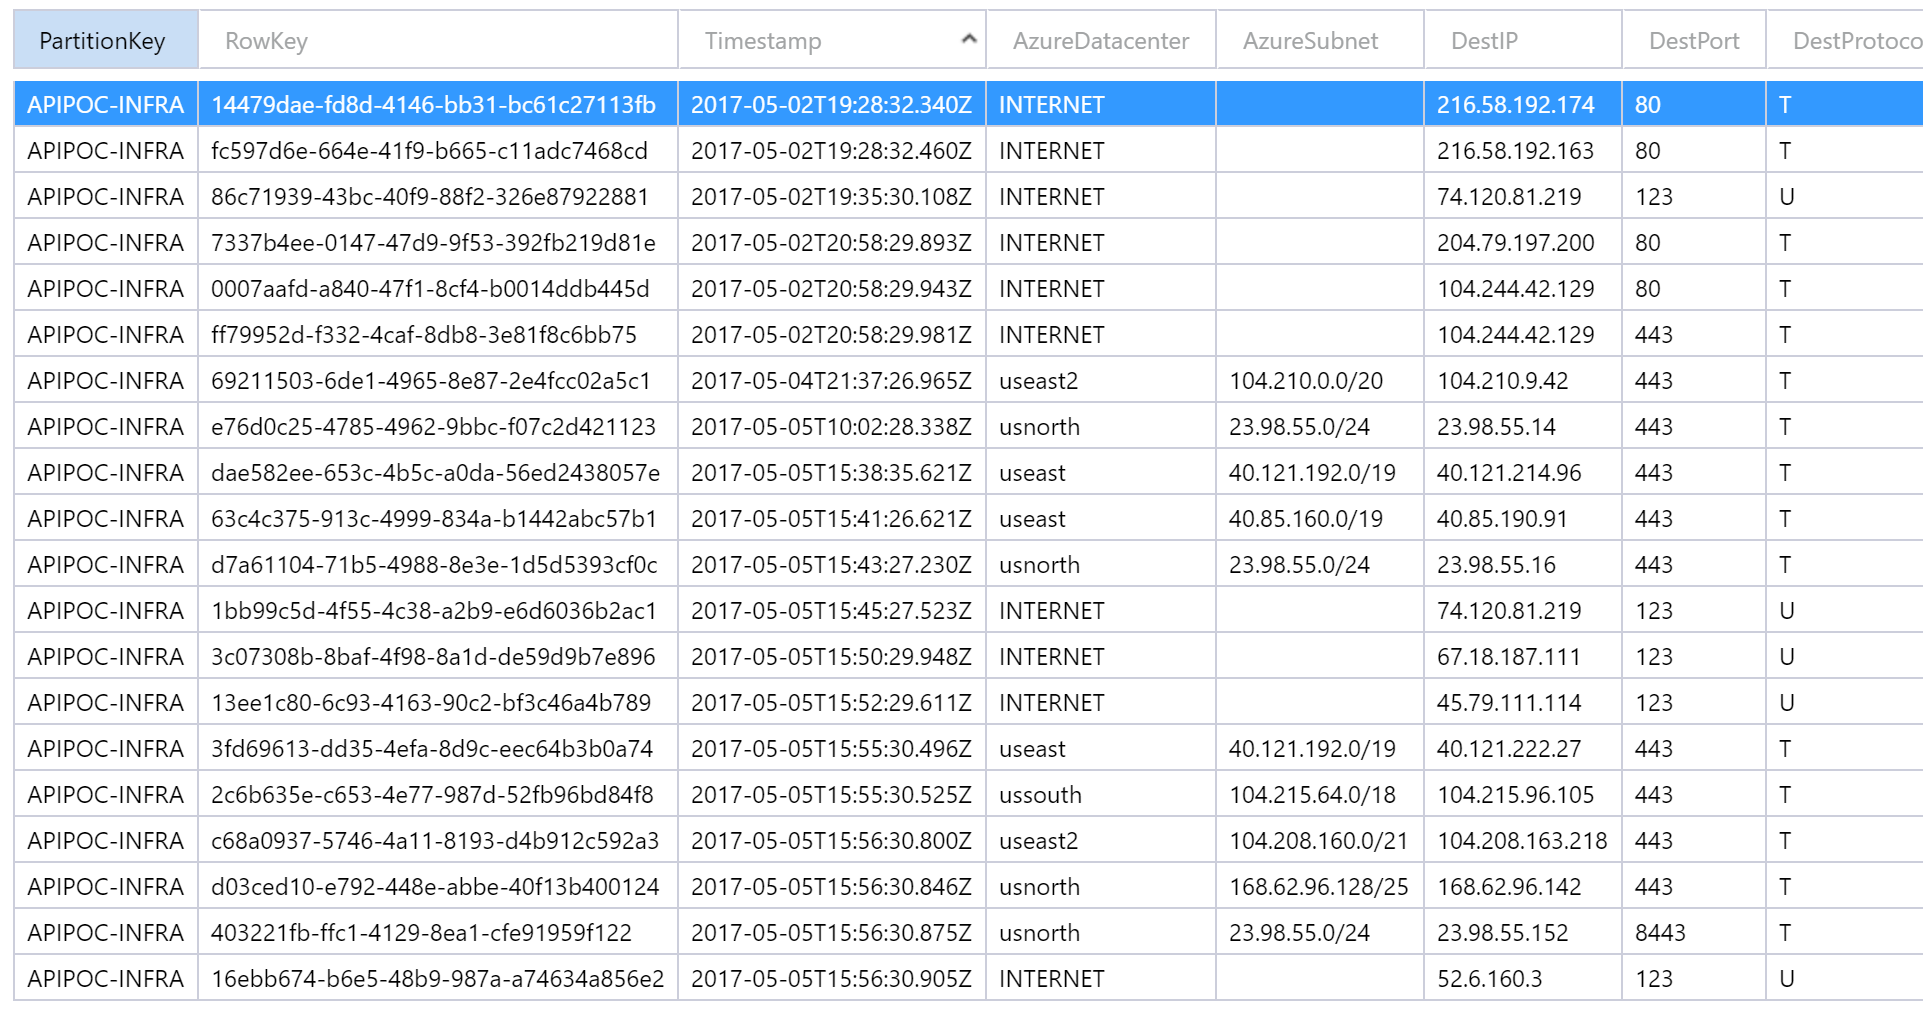 PartitionKey RowKey Timestamp AzureDatacenter AzureSubnet DestIP DestPort DestProtoco
APIPOC-INFRA 14479dae-fd8d-4146-bb31-bc61c27113fb 2017-05-02T19:28:32.340Z INTERNET 216.58.192.174 80 T
APIPOC-INFRA fc597d6e-664e-41f9-b665-c11adc7468cd 2017-05-02T19:28:32.460Z INTERNET 216.58.192.163 80 T
APIPOC-INFRA 86c71939-43bc-40f9-88f2-326e87922881 2017-05-02T19:35:30.108Z INTERNET 74.120.81.219 123 U
APIPOC-INFRA 7337b4ee-0147-47d9-9f53-392fb219d81e 2017-05-02T20:58:29.893Z INTERNET 204.79.197.200 80 T
APIPOC-INFRA 0007aafd-a840-47f1-8cf4-b0014ddb445d 2017-05-02T20:58:29.943Z INTERNET 104.244.42.129 80 T
APIPOC-INFRA ff79952d-f332-4caf-8db8-3e81f8c6bb75 2017-05-02T20:58:29.981Z INTERNET 104.244.42.129 443 T
APIPOC-INFRA 69211503-6de1-4965-8e87-2e4fcc02a5c1 2017-05-04T21:37:26.965Z useast2 104.210.0.0/20 104.210.9.42 443 T
APIPOC-INFRA e76d0c25-4785-4962-9bbc-f07c2d421123 2017-05-05T10:02:28.338Z usnorth 23.98.55.0/24 23.98.55.14 443 T
APIPOC-INFRA dae582ee-653c-4b5c-a0da-56ed2438057e 2017-05-05T15:38:35.621Z useast 40.121.192.0/19 40.121.214.96 443 T
APIPOC-INFRA 63c4c375-913c-4999-834a-b1442abc57b1 2017-05-05T15:41:26.621Z useast 40.85.160.0/19 40.85.190.91 443 T
APIPOC-INFRA d7a61104-71b5-4988-8e3e-1d5d5393cf0c 2017-05-05T15:43:27.230Z usnorth 23.98.55.0/24 23.98.55.16 443 T
APIPOC-INFRA 1bb99c5d-4f55-4c38-a2b9-e6d6036b2ac1 2017-05-05T15:45:27.523Z INTERNET 74.120.81.219 123 U
APIPOC-INFRA 3c07308b-8baf-4f98-8a1d-de59d9b7e896 2017-05-05T15:50:29.948Z INTERNET 67.18.187.111 123 U
APIPOC-INFRA 13ee1c80-6c93-4163-90c2-bf3c46a4b789 2017-05-05T15:52:29.611Z INTERNET 45.79.111.114 123 U
APIPOC-INFRA 3fd69613-dd35-4efa-8d9c-eec64b3b0a74 2017-05-05T15:55:30.496Z useast 40.121.192.0/19 40.121.222.27 443 T
APIPOC-INFRA 2c6b635e-c653-4e77-987d-52fb96bd84f8 2017-05-05T15:55:30.525Z ussouth 104.215.64.0/18 104.215.96.105 443 T
APIPOC-INFRA c68a0937-5746-4a11-8193-d4b912c592a3 2017-05-05T15:56:30.800Z useast2 104.208.160.0/21 104.208.163.218 443 T
APIPOC-INFRA d03ced10-e792-448e-abbe-40f13b400124 2017-05-05T15:56:30.846Z usnorth 168.62.96.128/25 168.62.96.142 443 T
APIPOC-INFRA 403221fb-ffc1-4129-8ea1-cfe91959f122 2017-05-05T15:56:30.875Z usnorth 23.98.55.0/24 23.98.55.152 8443 T
APIPOC-INFRA 16ebb674-b6e5-48b9-987a-a74634a856e2 2017-05-05T15:56:30.905Z INTERNET 52.6.160.3 123 U